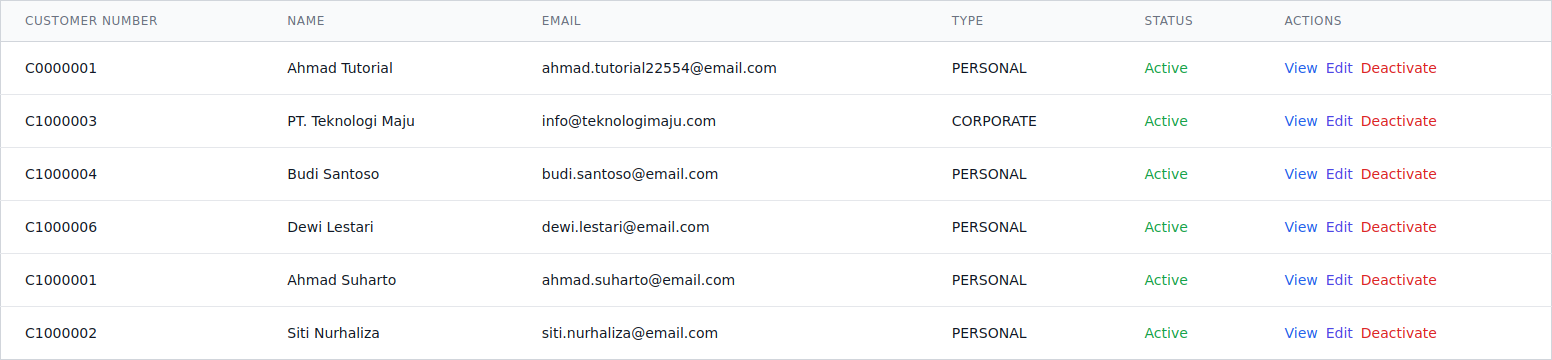 CUSTOMER NUMBER NAME EMAIL TYPE STATUS ACTIONS
C0000001 Ahmad Tutorial ahmad.tutorial22554@email.com PERSONAL Active View Edit Deactivate
C1000003 PT. Teknologi Maju info@teknologimaju.com CORPORATE Active View Edit Deactivate
C1000004 Budi Santoso budi.santoso@email.com PERSONAL Active View Edit Deactivate
C1000006 Dewi Lestari dewi.lestari@email.com PERSONAL Active View Edit Deactivate
C1000001 Ahmad Suharto ahmad.suharto@email.com PERSONAL Active View Edit Deactivate
C1000002 Siti Nurhaliza siti.nurhaliza@email.com PERSONAL Active View Edit Deactivate